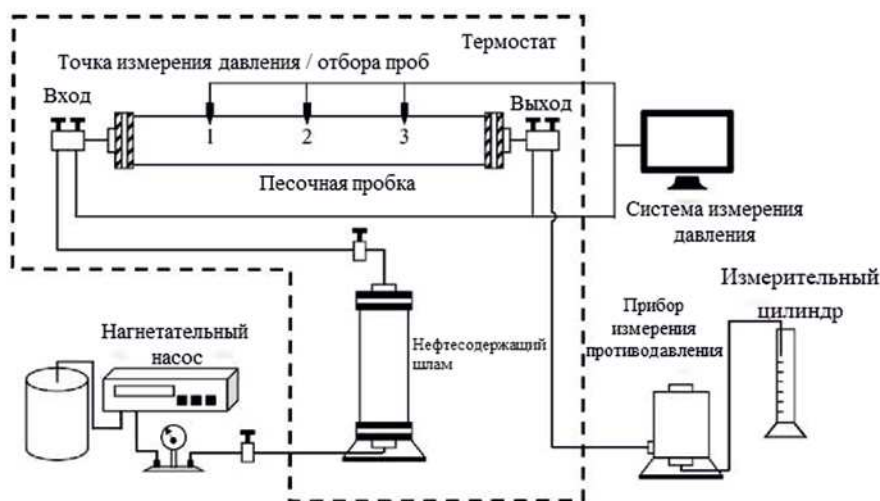 Термостат
Точка измерения давления / отбора проб
Вход
Выход
1 2 3
Песочная пробка
Система измерения
давления
Измерительный
цилиндр
Прибор
измерения
противодавления
Нагнетательный
насос
Нефтесодержащий
шлам